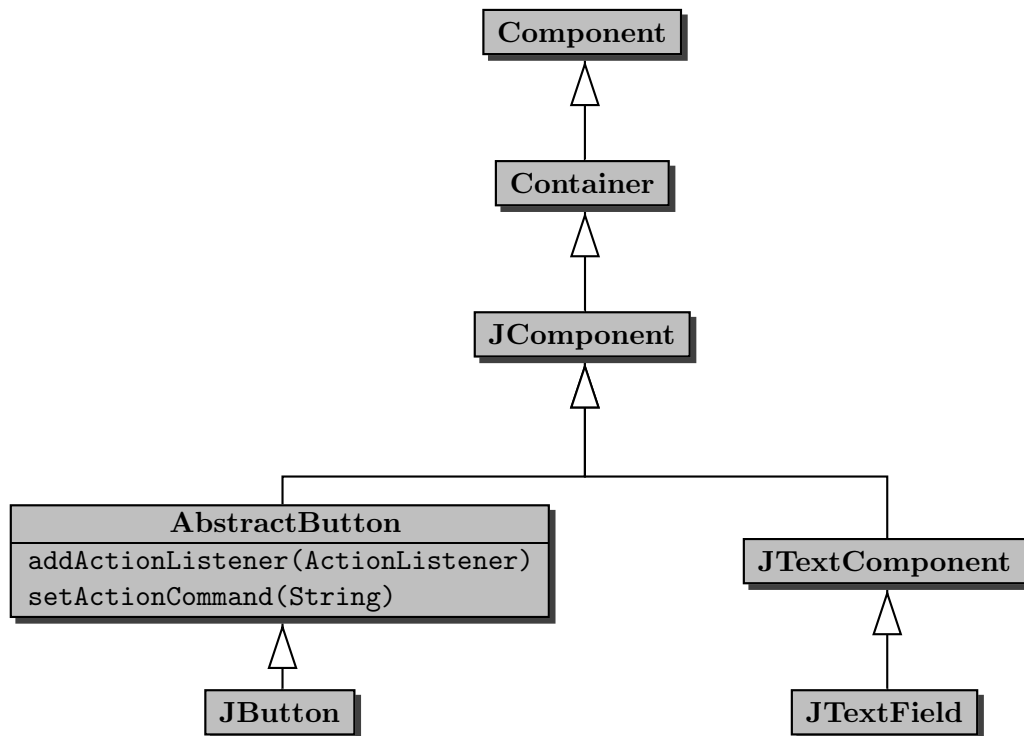 Component
Container
JComponent
AbstractButton
addActionListener(ActionListener)
setActionCommand(String)
JTextComponent
JButton
JTextField